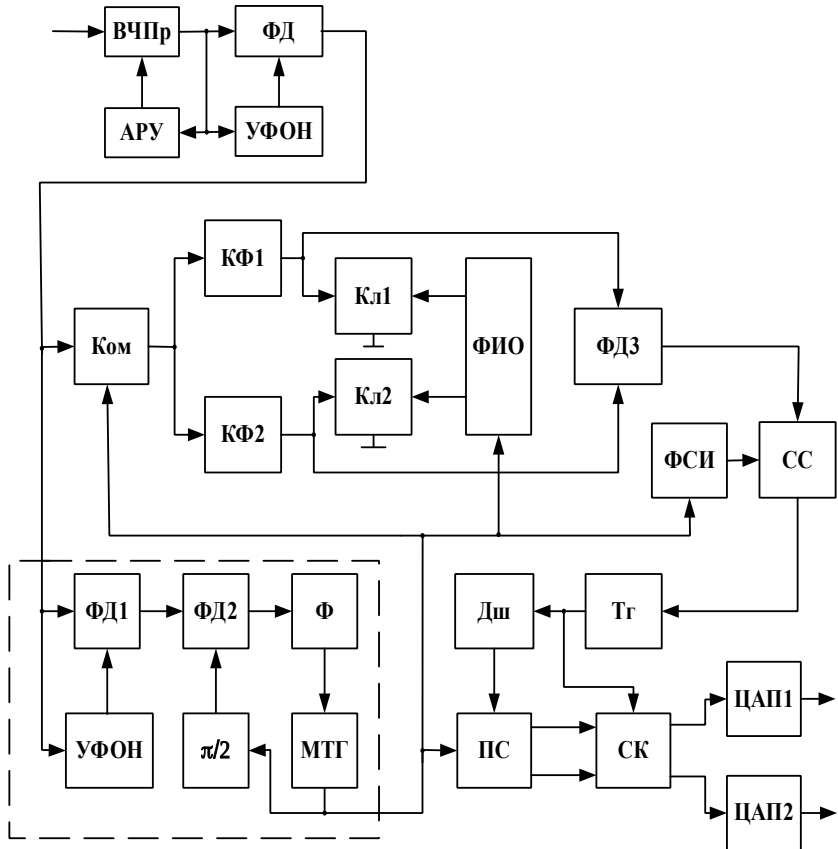 ВЧПр
ФД
АРУ
УФОН
КФ1
Кл1
ФИО
ФД3
Ком
Кл2
КФ2
ФСИ
СС
ФД1
ФД2
Ф
Дш
Тг
УФОН
π/2
МТГ
ПС
СК
ЦАП1
ЦАП2